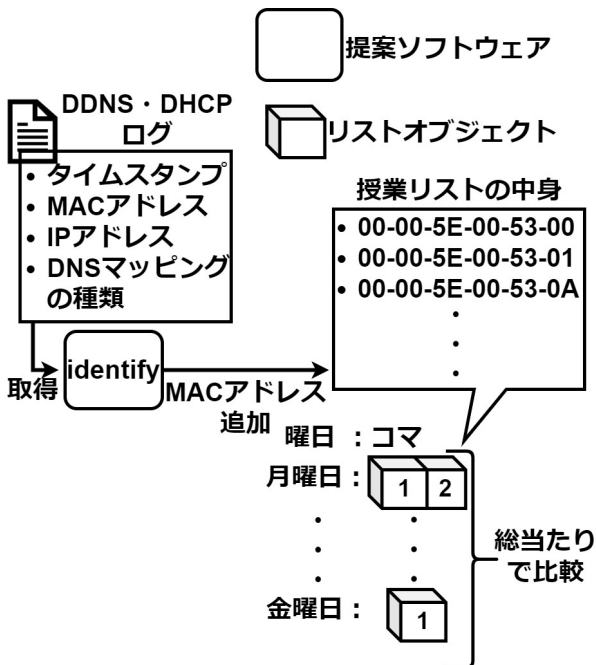 提案ソフトウェア
DDNS・DHCP
ログ
リストオブジェクト
• タイムスタンプ
• MACアドレス
• IPアドレス
• DNSマッピング
の種類
授業リストの中身
• 00-00-5E-00-53-00
• 00-00-5E-00-53-01
• 00-00-5E-00-53-0A
取得
identify
MACアドレス
追加
曜日 ：コマ
月曜日：
1 2
総当たり
で比較
金曜日：
1